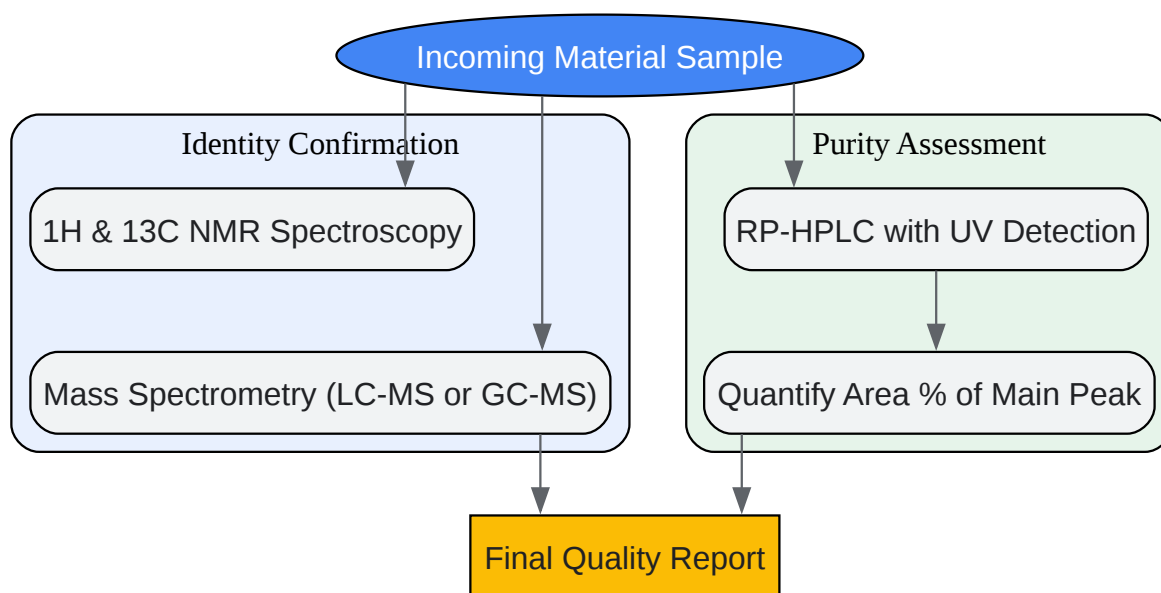 Incoming Material Sample
Identity Confirmation
Purity Assessment
1H & 13C NMR Spectroscopy
RP-HPLC with UV Detection
Mass Spectrometry (LC-MS or GC-MS)
Quantify Area % of Main Peak
Final Quality Report